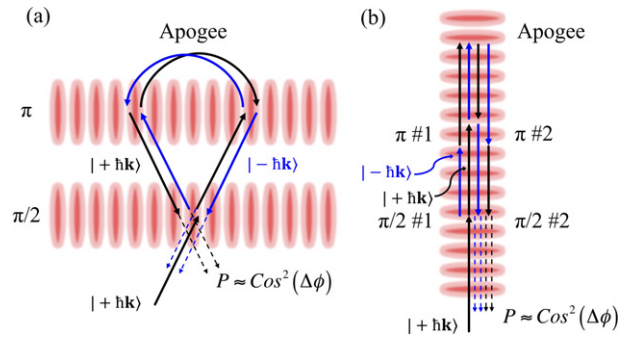 (a)
Apogee
π
| +ħk⟩
| −ħk⟩
π/2
P ≈ Cos²(Δϕ)
| +ħk⟩
(b)
Apogee
π #1
π #2
| −ħk⟩
| +ħk⟩
π/2 #1
π/2 #2
| +ħk⟩
P ≈ Cos²(Δϕ)